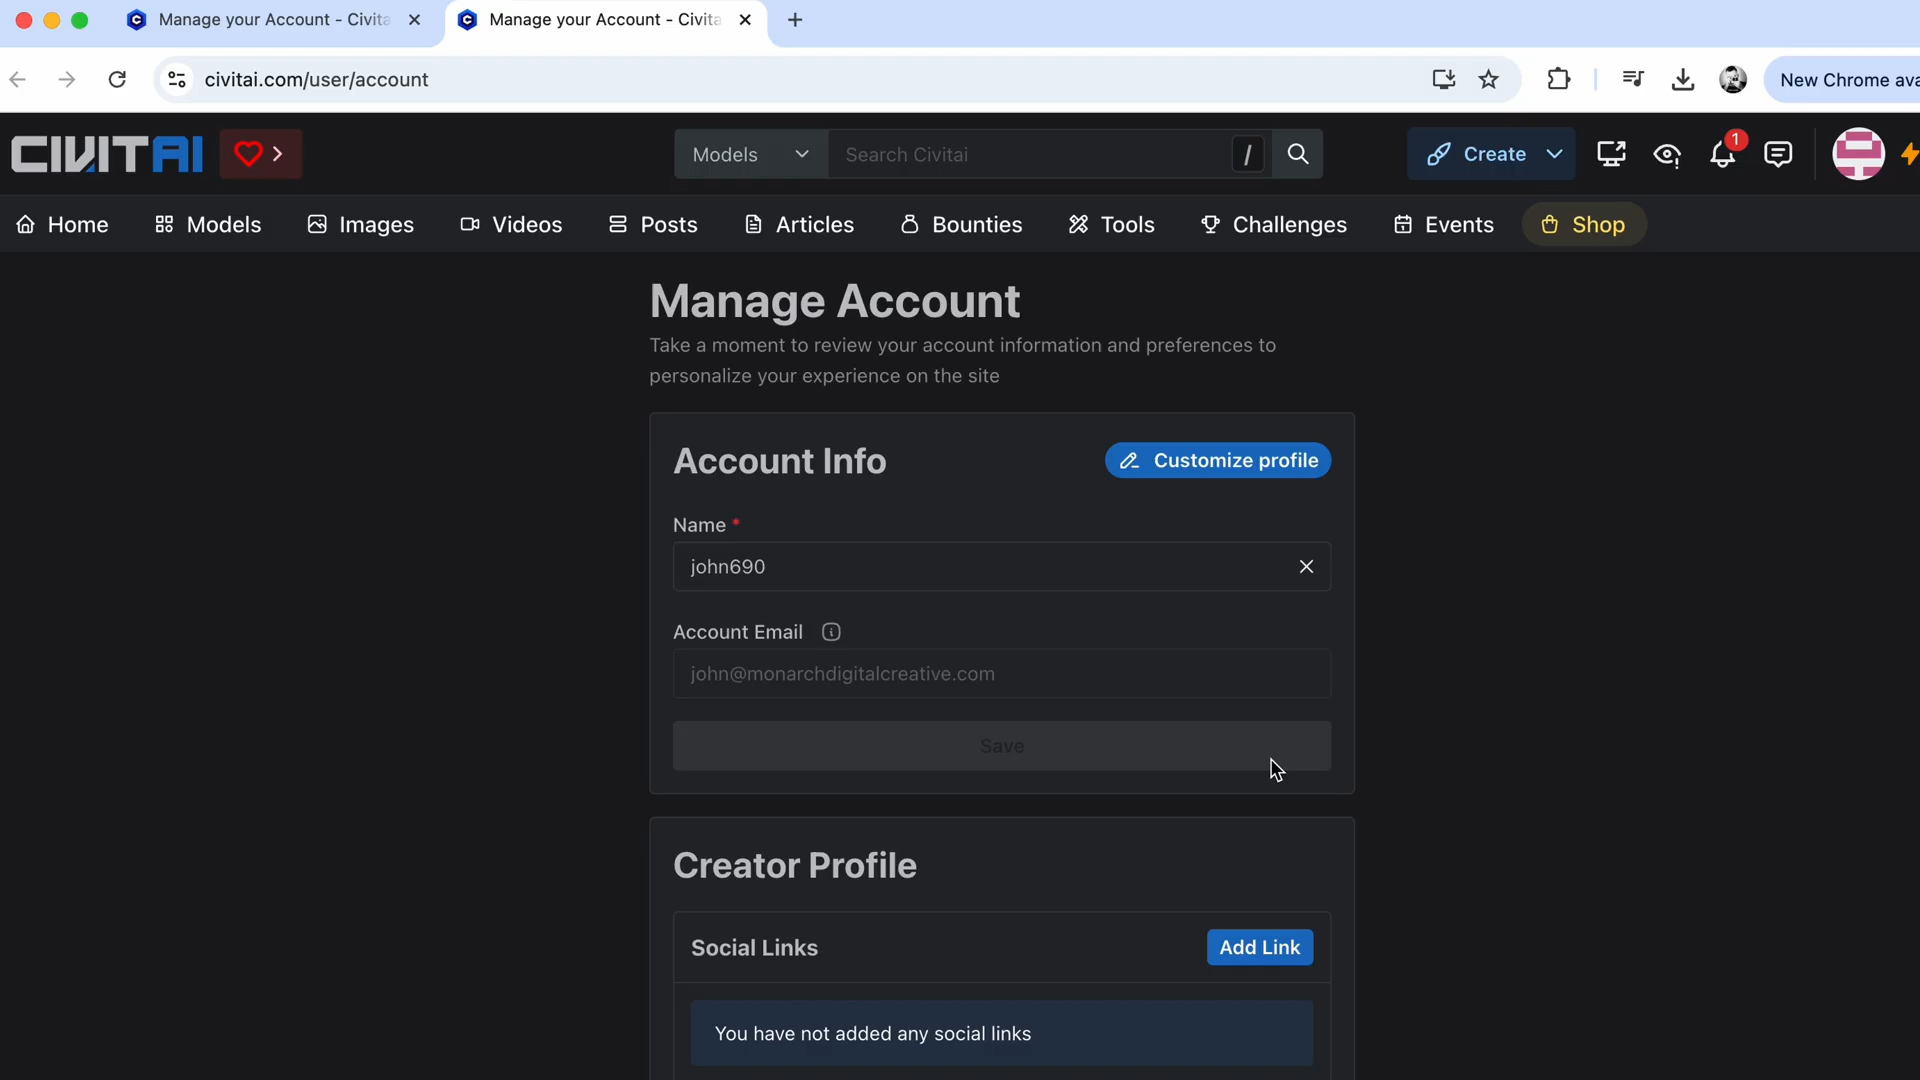 Manage your Account - Civita
Manage your Account - Civita
civitai.com/user/account
New Chrome ava
CIVITAI
Models
Search Civitai
/
Create
1
Home
Models
Images
Videos
Posts
Articles
Bounties
Tools
Challenges
Events
Shop
Manage Account
Take a moment to review your account information and preferences to
personalize your experience on the site
Account Info
Customize profile
Name *
john690
Account Email
john@monarchdigitalcreative.com
Save
Creator Profile
Social Links
Add Link
You have not added any social links